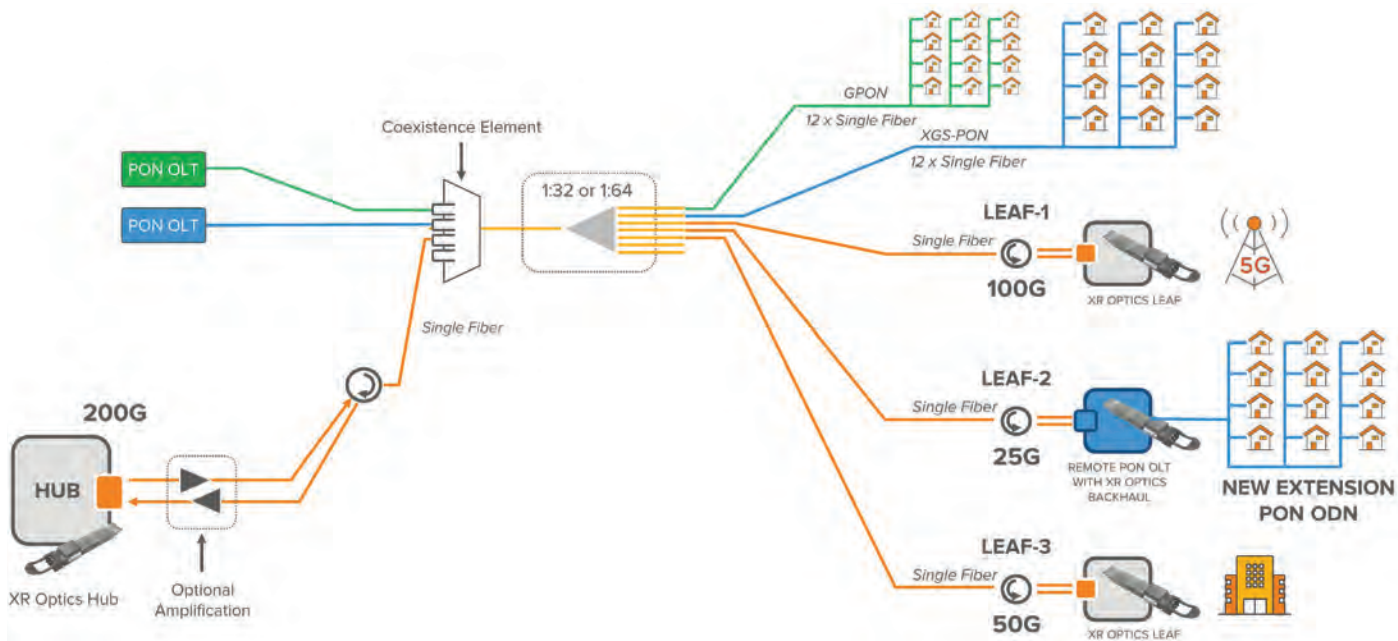 GPON
12 x Single Fiber
XGS-PON
12 x Single Fiber
Coexistence Element
PON OLT
PON OLT
1:32 or 1:64
Single Fiber
200G
HUB
XR Optics Hub
Optional
Amplification
LEAF-1
Single Fiber
100G
XR OPTICS LEAF
5G
LEAF-2
Single Fiber
25G
REMOTE PON OLT
WITH XR OPTICS
BACKHAUL
NEW EXTENSION
PON ODN
LEAF-3
Single Fiber
50G
XR OPTICS LEAF